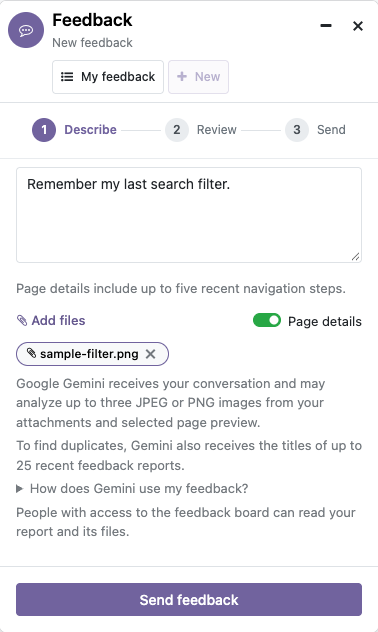 Feedback
New feedback
My feedback
+ New
1 Describe
2 Review
3 Send
Remember my last search filter.
Page details include up to five recent navigation steps.
Add files
Page details
sample-filter.png
Google Gemini receives your conversation and may
analyze up to three JPEG or PNG images from your
attachments and selected page preview.
To find duplicates, Gemini also receives the titles of up to
25 recent feedback reports.
How does Gemini use my feedback?
People with access to the feedback board can read your
report and its files.
Send feedback